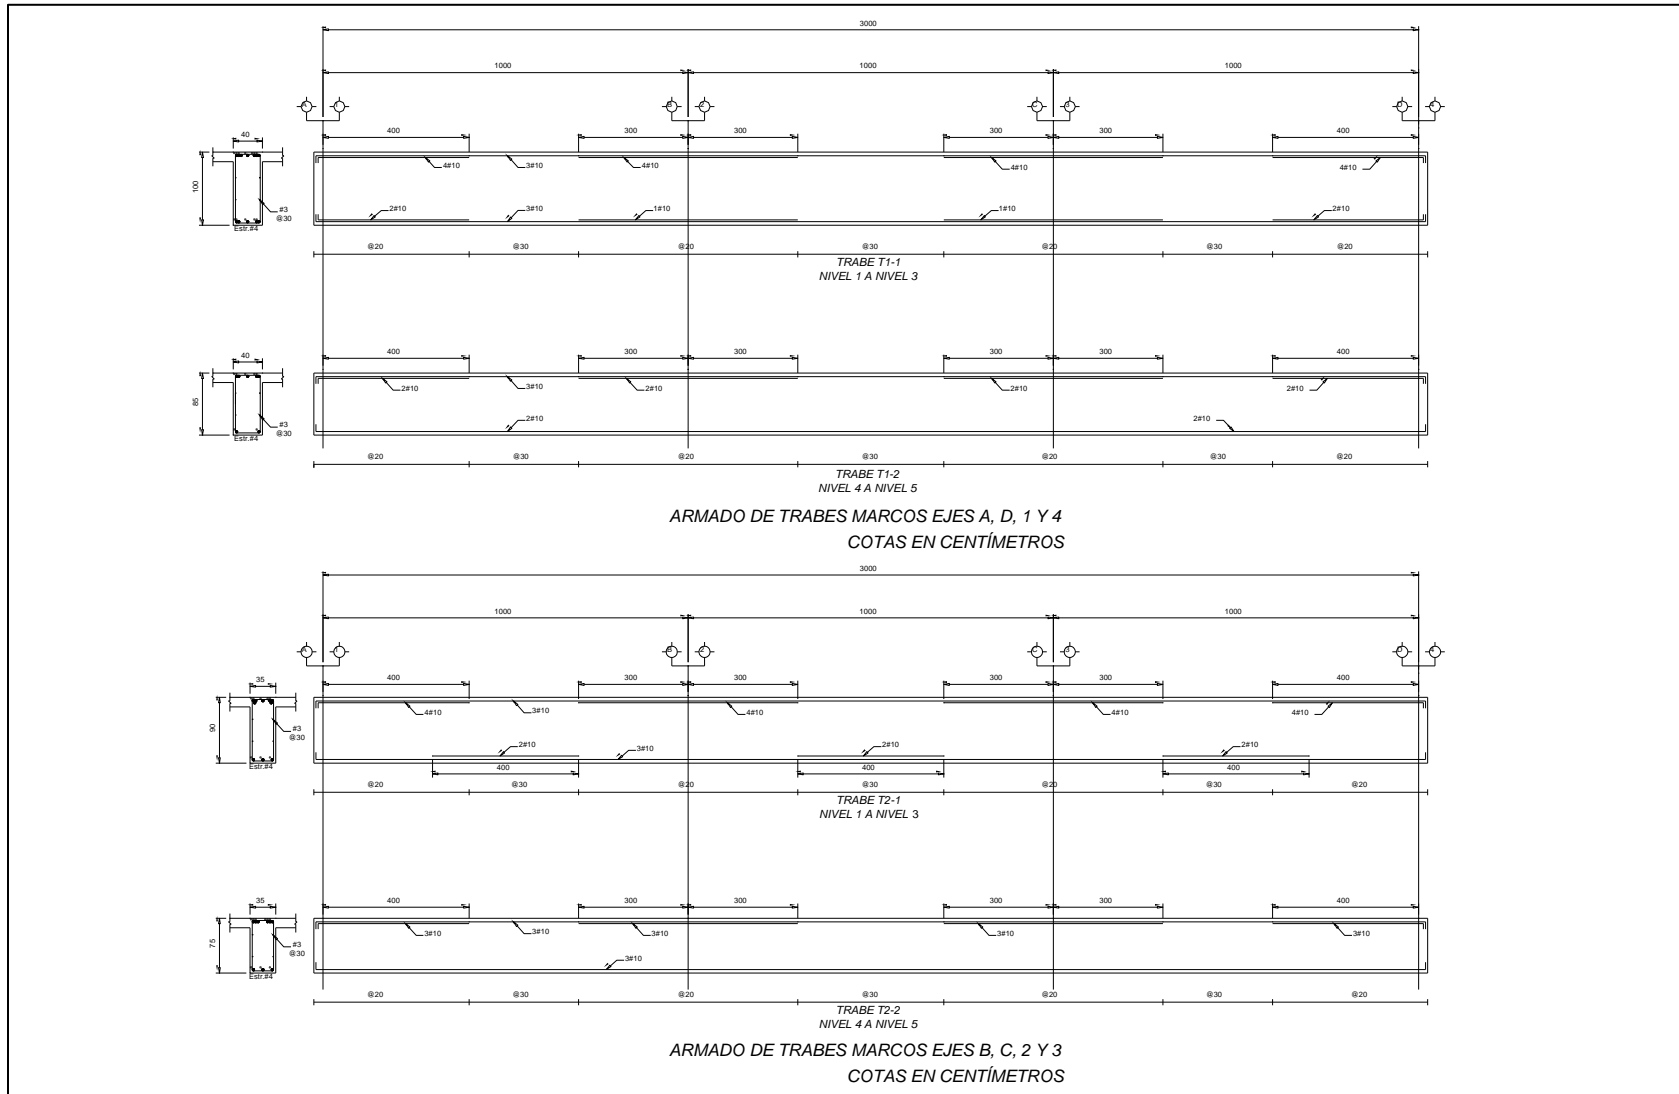 3000
1000 1000 1000
A 1 B 2 C 3 D 4
40 400 300 300 300 300 400
4#10 3#10 4#10 4#10 4#10
100
2#10 3#10 1#10 1#10 2#10
#3
@30
Estr.#4
@20 @30 @20 @30 @20 @30 @20
TRABE T1-1
NIVEL 1 A NIVEL 3
40 400 300 300 300 300 400
2#10 3#10 2#10 2#10 2#10
85
2#10 2#10
#3
@30
Estr.#4
@20 @30 @20 @30 @20 @30 @20
TRABE T1-2
NIVEL 4 A NIVEL 5
ARMADO DE TRABES MARCOS EJES A, D, 1 Y 4
COTAS EN CENTÍMETROS
3000
1000 1000 1000
A 1 B 2 C 3 D 4
35 400 300 300 300 300 400
4#10 3#10 4#10 4#10 4#10
90
#3
@30
2#10 3#10 2#10 2#10
Estr.#4
400 400 400
@20 @30 @20 @30 @20 @30 @20
TRABE T2-1
NIVEL 1 A NIVEL 3
35 400 300 300 300 300 400
3#10 3#10 3#10 3#10 3#10
75
#3
@30
3#10
Estr.#4
@20 @30 @20 @30 @20 @30 @20
TRABE T2-2
NIVEL 4 A NIVEL 5
ARMADO DE TRABES MARCOS EJES B, C, 2 Y 3
COTAS EN CENTÍMETROS